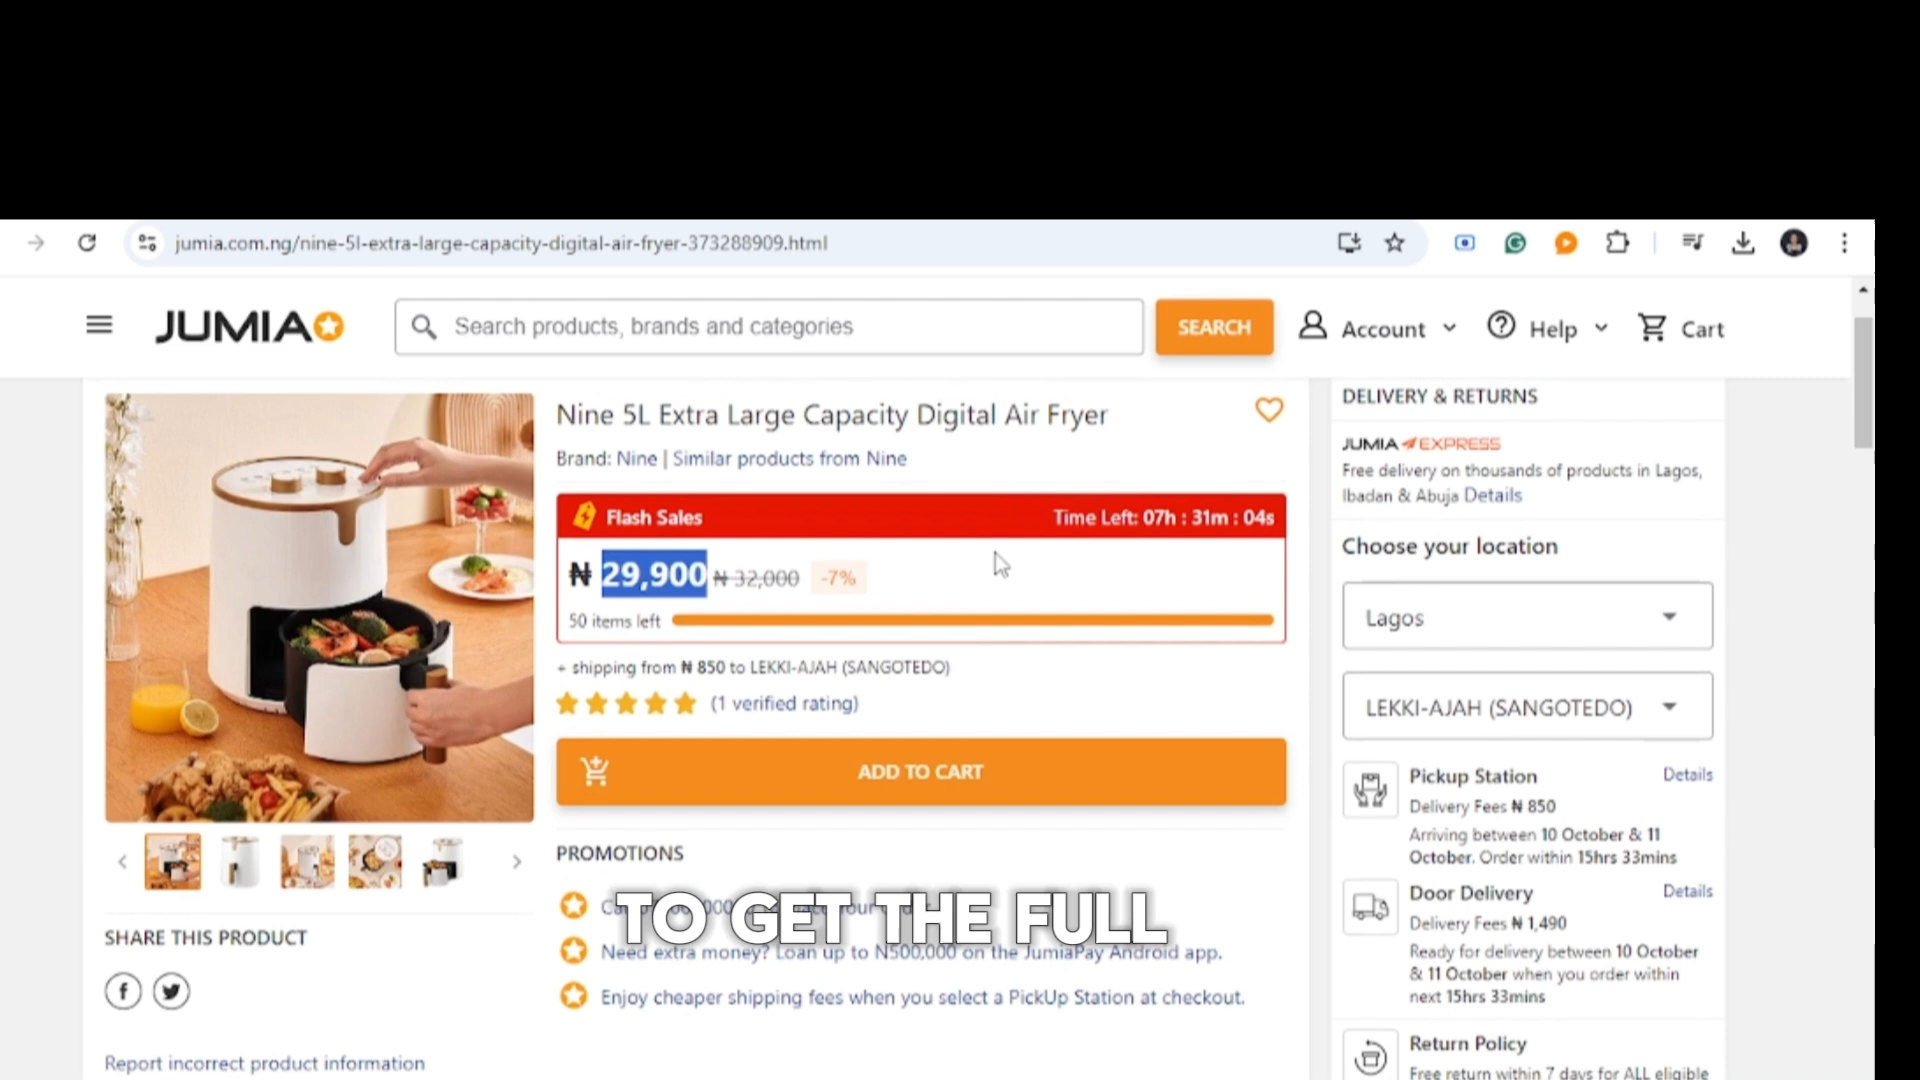 jumia.com.ng/nine-5l-extra-large-capacity-digital-air-fryer-373288909.html
JUMIA
Search products, brands and categories
SEARCH
Account
Help
Cart
Nine 5L Extra Large Capacity Digital Air Fryer
Brand: Nine | Similar products from Nine
Flash Sales
Time Left: 07h : 31m : 04s
₦ 29,900 ₦ 32,000 -7%
50 items left
+ shipping from ₦ 850 to LEKKI-AJAH (SANGOTEDO)
(1 verified rating)
ADD TO CART
PROMOTIONS
TO GET THE FULL
Need extra money? Loan up to N500,000 on the JumiaPay Android app.
Enjoy cheaper shipping fees when you select a PickUp Station at checkout.
SHARE THIS PRODUCT
Report incorrect product information
DELIVERY & RETURNS
JUMIA EXPRESS
Free delivery on thousands of products in Lagos,
Ibadan & Abuja Details
Choose your location
Lagos
LEKKI-AJAH (SANGOTEDO)
Pickup Station
Details
Delivery Fees ₦ 850
Arriving between 10 October & 11
October. Order within 15hrs 33mins
Door Delivery
Details
Delivery Fees ₦ 1,490
Ready for delivery between 10 October
& 11 October when you order within
next 15hrs 33mins
Return Policy
Free return within 7 days for ALL eligible